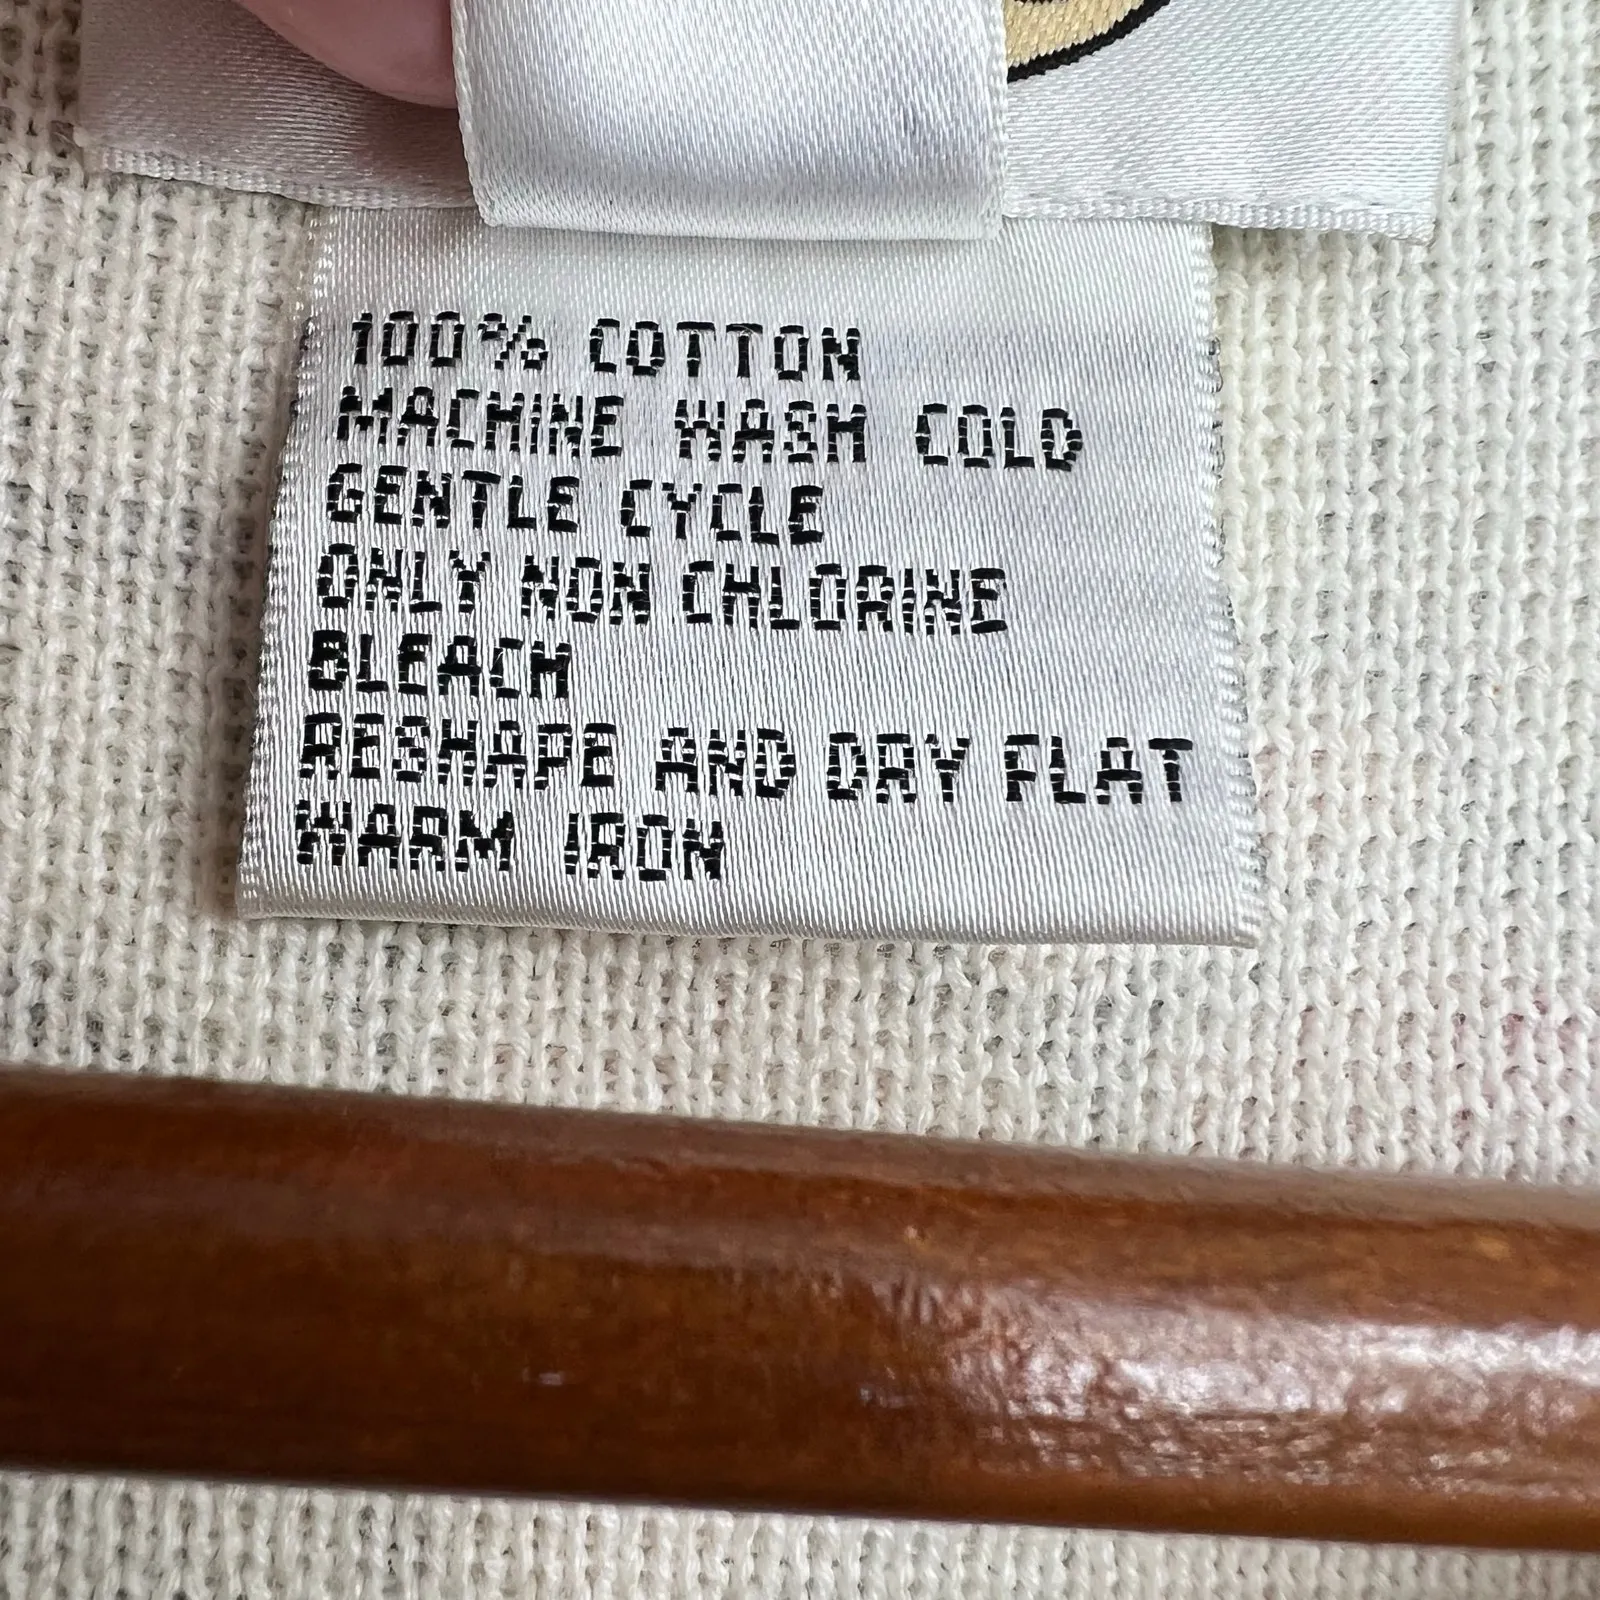 100% COTTON
MACHINE WASH COLD
GENTLE CYCLE
ONLY NON CHLORINE
BLEACH
RESHAPE AND DRY FLAT
WARM IRON